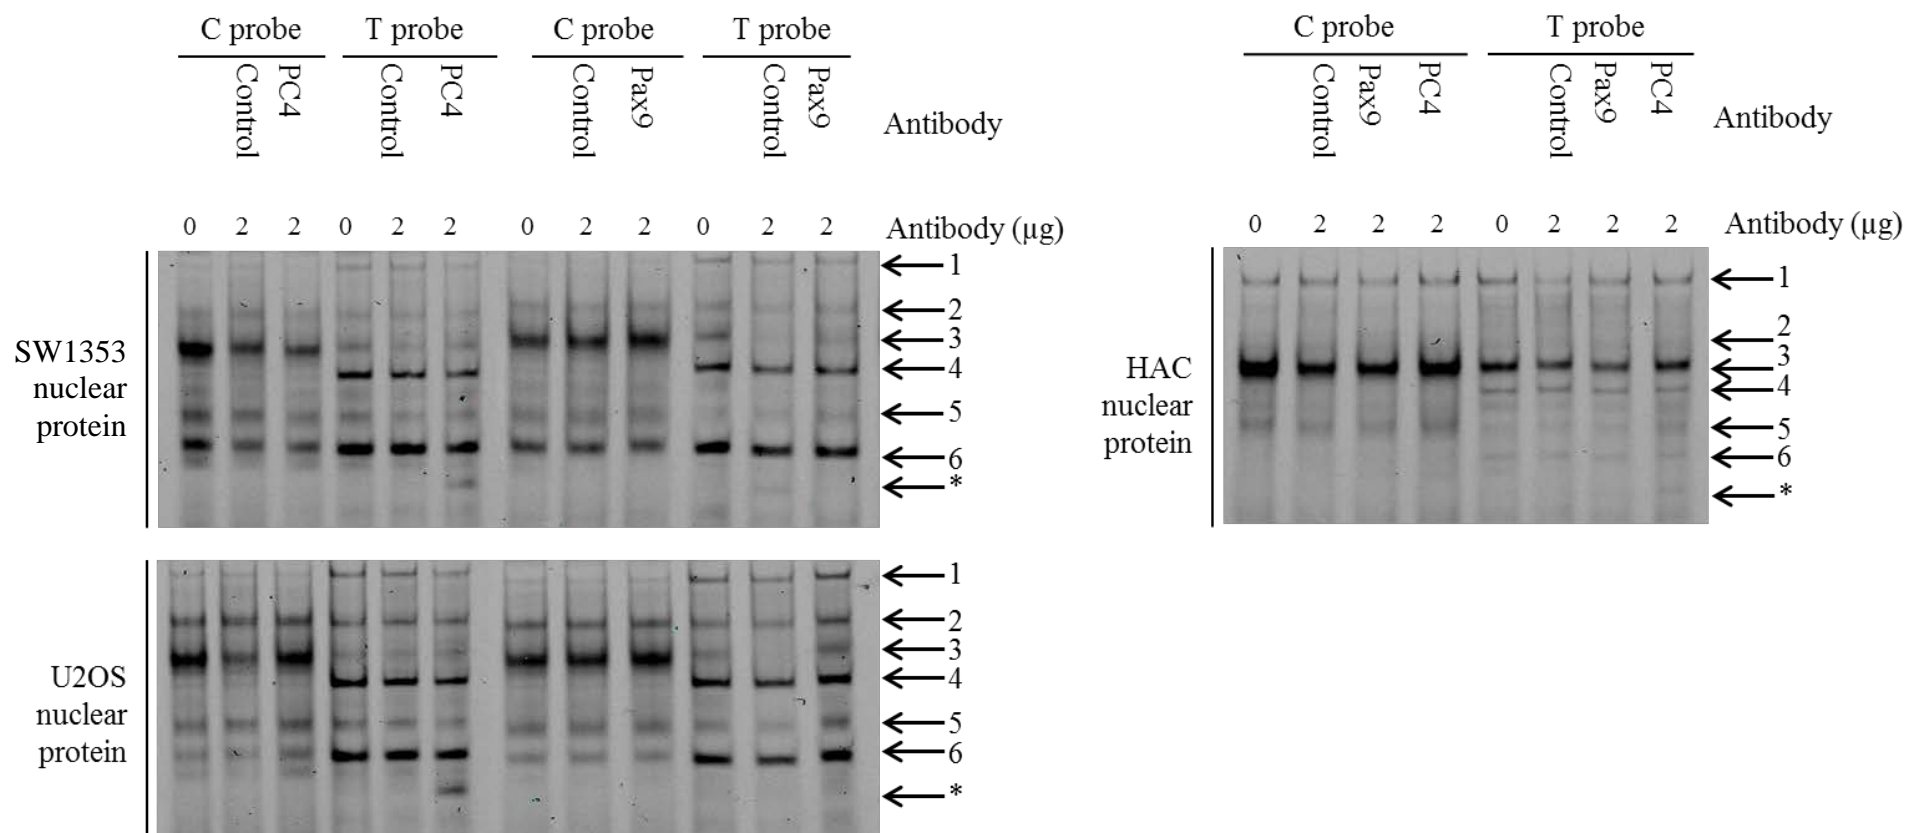 C probe T probe C probe T probe
Control PC4 Control PC4 Control Pax9 Control Pax9
Antibody
0 2 2 0 2 2 0 2 2 0 2 2 Antibody (µg)
SW1353
nuclear
protein
1
2
3
4
5
6
*
U2OS
nuclear
protein
1
2
3
4
5
6
*
C probe T probe
Control Pax9 PC4 Control Pax9 PC4
Antibody
0 2 2 2 0 2 2 2 Antibody (µg)
HAC
nuclear
protein
1
2
3
4
5
6
*